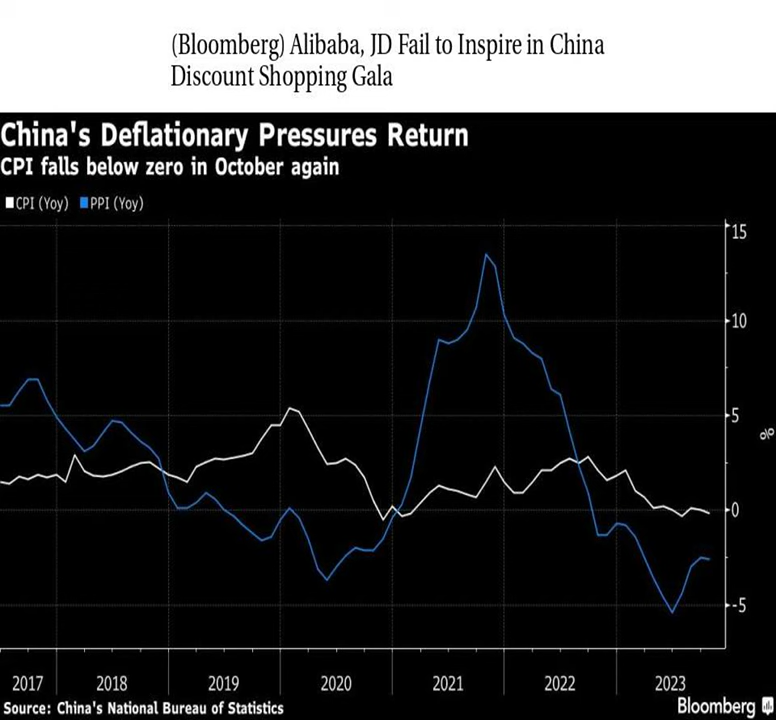 (Bloomberg) Alibaba, JD Fail to Inspire in China
Discount Shopping Gala
China's Deflationary Pressures Return
CPI falls below zero in October again
CPI (Yoy) PPI (Yoy)
15
10
5
0
-5
%
2017 2018 2019 2020 2021 2022 2023
Source: China's National Bureau of Statistics
Bloomberg